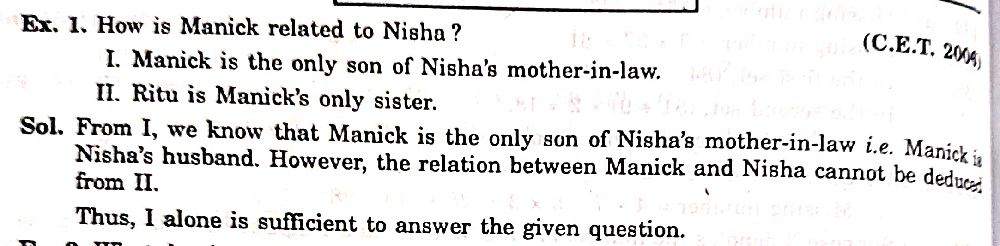 Ex. 1. How is Manick related to Nisha ?
(C.E.T.
I. Manick is the only son of Nisha's mother-in-law.
II. Ritu is Manick's only sister.
Sol. From I, we know that Manick is the only son of Nisha's mother-in-law i.e. Manick is
Nisha's husband. However, the relation between Manick and Nisha cannot be deduced
from II.
Thus, I alone is sufficient to answer the given question.